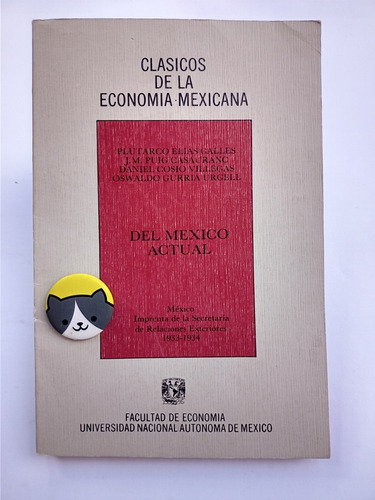 CLASICOS
DE LA
ECONOMIA MEXICANA
PLUTARCO ELIAS CALLES
J. M. PUIG CASAURANC
DANIEL COSIO VILLEGAS
OSWALDO GURRIA URGELL
DEL MEXICO
ACTUAL
México
Imprenta de la Secretaría
de Relaciones Exteriores
1933-1934
FACULTAD DE ECONOMIA
UNIVERSIDAD NACIONAL AUTONOMA DE MEXICO